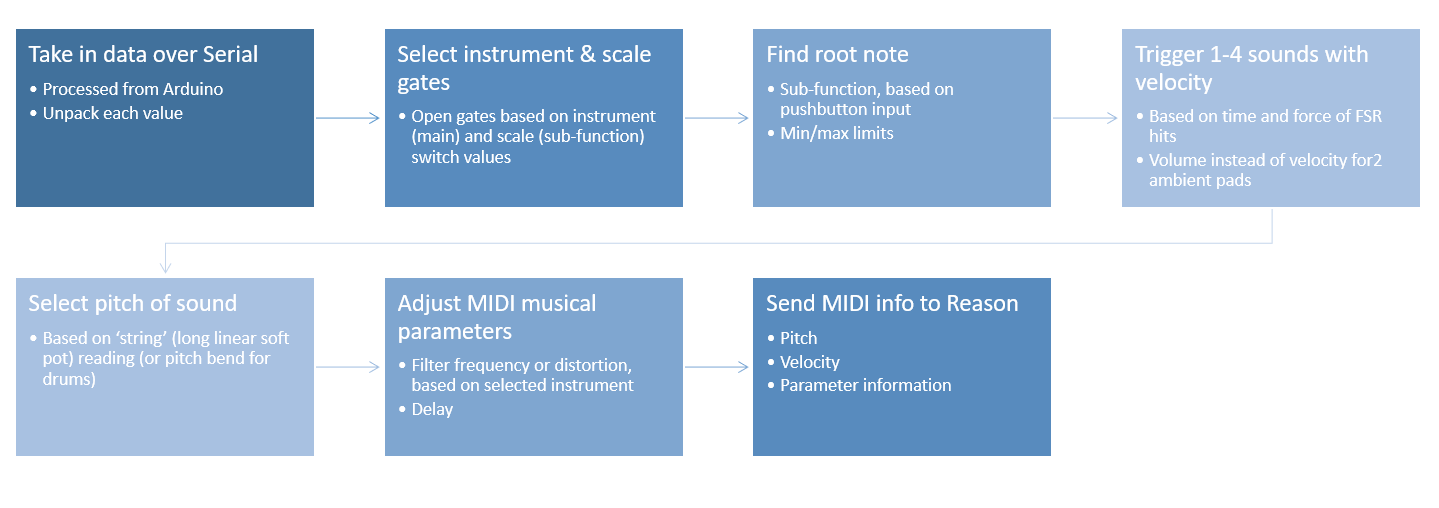 Take in data over Serial
• Processed from Arduino
• Unpack each value
Select instrument & scale
gates
• Open gates based on instrument
(main) and scale (sub-function)
switch values
Find root note
• Sub-function, based on
pushbutton input
• Min/max limits
Trigger 1-4 sounds with
velocity
• Based on time and force of FSR
hits
• Volume instead of velocity for2
ambient pads
Select pitch of sound
• Based on ‘string’ (long linear soft
pot) reading (or pitch bend for
drums)
Adjust MIDI musical
parameters
• Filter frequency or distortion,
based on selected instrument
• Delay
Send MIDI info to Reason
• Pitch
• Velocity
• Parameter information